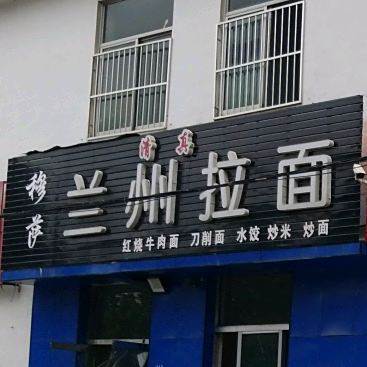 清真
穆萨
兰州拉面
红烧牛肉面 刀削面 水饺 炒米 炒面